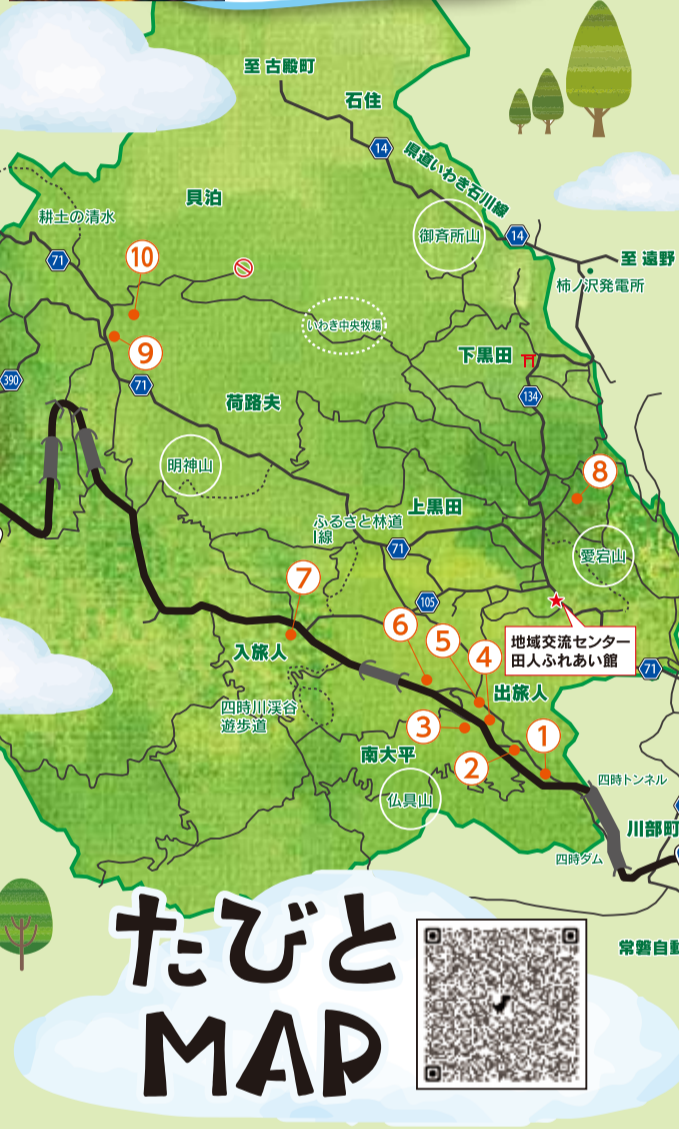 至 古殿町
石住
14
県道いわき石川線
貝泊
耕土の清水
御斉所山
14
71
10
至 遠野
柿ノ沢発電所
いわき中央牧場
9
下黒田
390
71
134
荷路夫
明神山
8
上黒田
ふるさと林道
I線
71
愛宕山
7
105
6
5
4
地域交流センター
田人ふれあい館
入旅人
71
出旅人
四時川渓谷
遊歩道
3
1
南大平
2
四時トンネル
仏具山
川部町
四時ダム
たびと
MAP
常磐自動